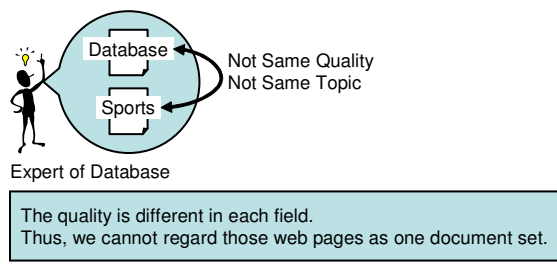 Database
Not Same Quality
Not Same Topic
Sports
Expert of Database
The quality is different in each field.
Thus, we cannot regard those web pages as one document set.